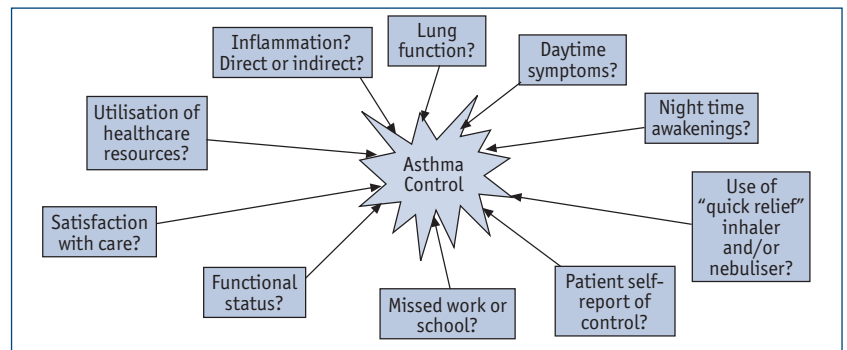 Inflammation?
Direct or indirect?
Lung
function?
Daytime
symptoms?
Night time
awakenings?
Utilisation of
healthcare
resources?
Asthma
Control
Use of
“quick relief”
inhaler
and/or
nebuliser?
Satisfaction
with care?
Functional
status?
Missed work or
school?
Patient self-
report of
control?